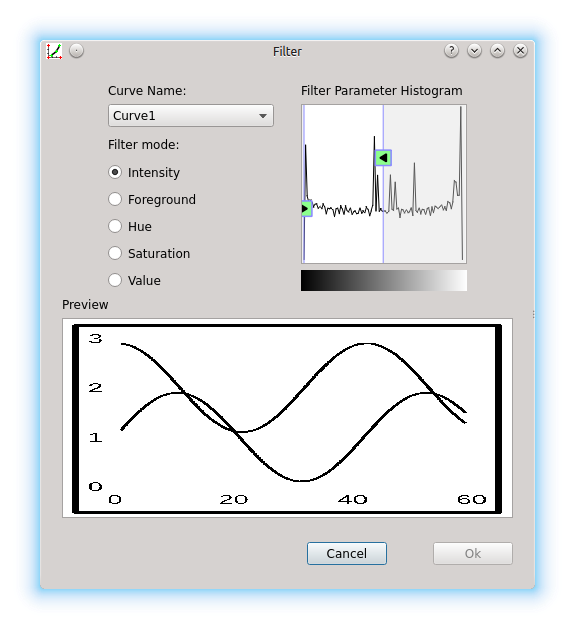 Filter
Curve Name:
Curve1
Filter mode:
Intensity
Foreground
Hue
Saturation
Value
Filter Parameter Histogram
Preview
3
2
1
0
0 20 40 60
Cancel
Ok